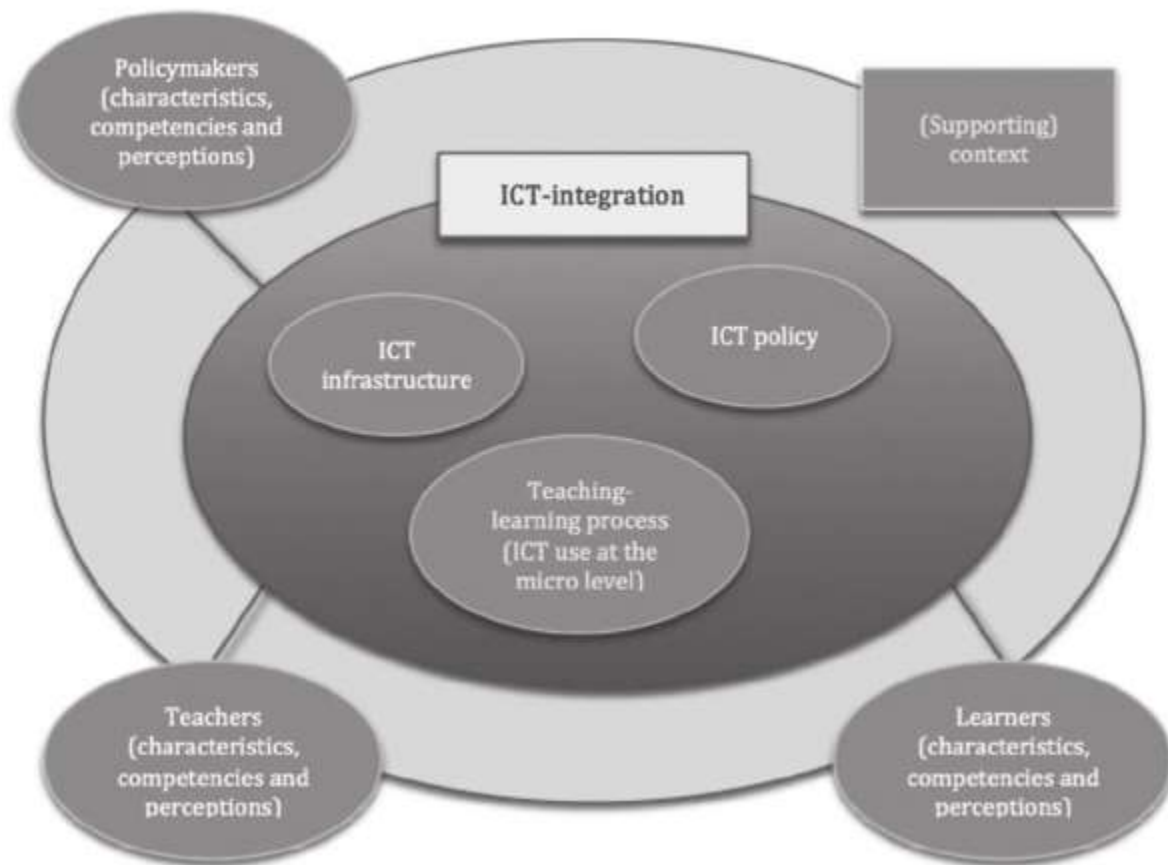 Policymakers
(characteristics,
competencies and
perceptions)
(Supporting)
context
ICT-integration
ICT
infrastructure
ICT policy
Teaching-
learning process
(ICT use at the
micro level)
Teachers
(characteristics,
competencies and
perceptions)
Learners
(characteristics,
competencies and
perceptions)